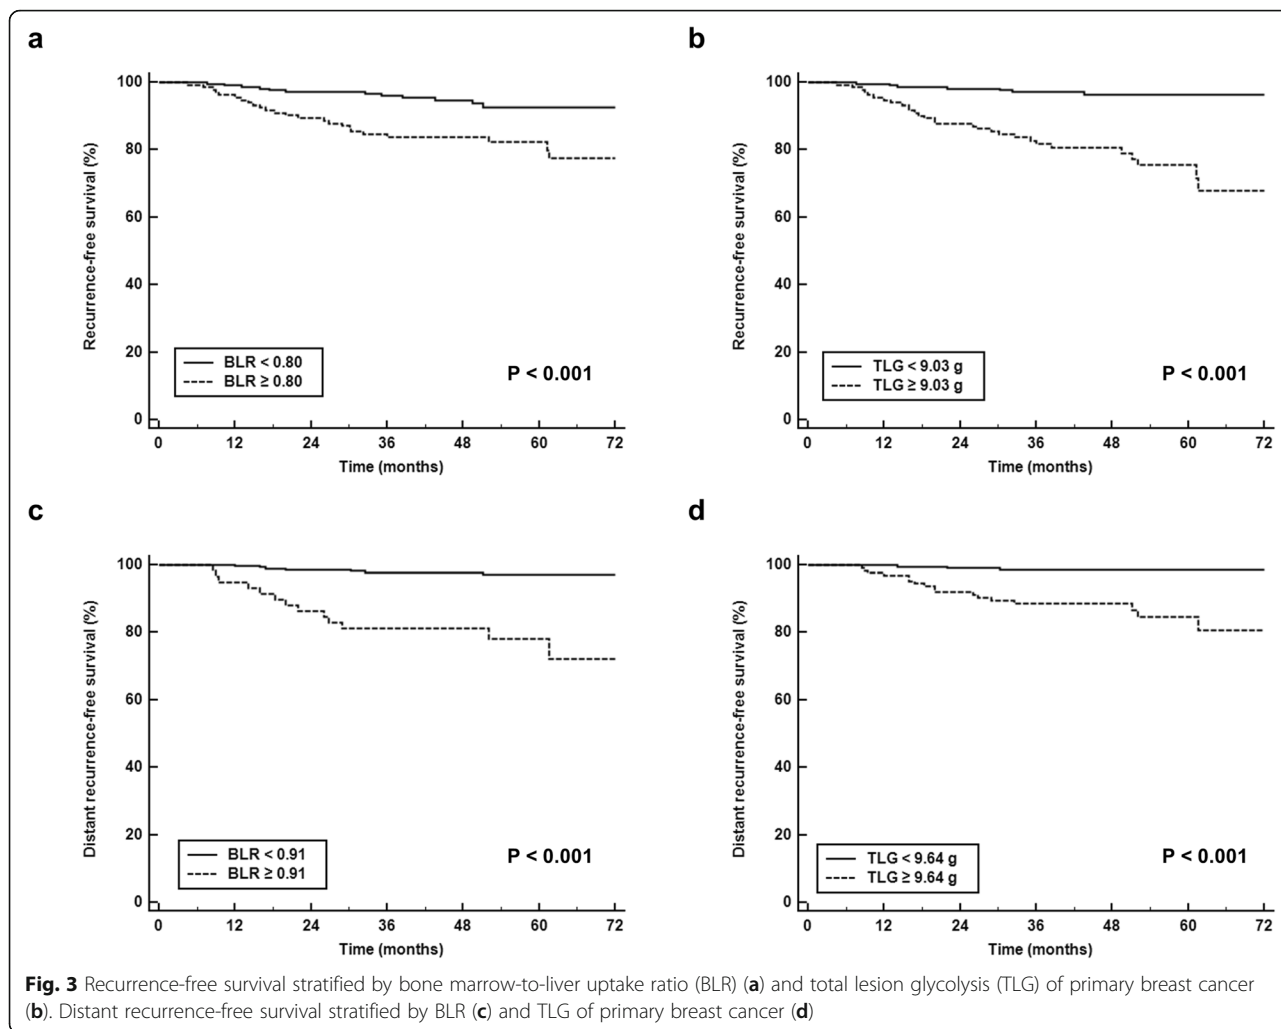 a
100
80
60
40
20
0
Recurrence-free survival (%)
BLR < 0.80
BLR ≥ 0.80
P < 0.001
0 12 24 36 48 60 72
Time (months)
b
100
80
60
40
20
0
Recurrence-free survival (%)
TLG < 9.03 g
TLG ≥ 9.03 g
P < 0.001
0 12 24 36 48 60 72
Time (months)
c
100
80
60
40
20
0
Distant recurrence-free survival (%)
BLR < 0.91
BLR ≥ 0.91
P < 0.001
0 12 24 36 48 60 72
Time (months)
d
100
80
60
40
20
0
Distant recurrence-free survival (%)
TLG < 9.64 g
TLG ≥ 9.64 g
P < 0.001
0 12 24 36 48 60 72
Time (months)
Fig. 3 Recurrence-free survival stratified by bone marrow-to-liver uptake ratio (BLR) (a) and total lesion glycolysis (TLG) of primary breast cancer
(b). Distant recurrence-free survival stratified by BLR (c) and TLG of primary breast cancer (d)